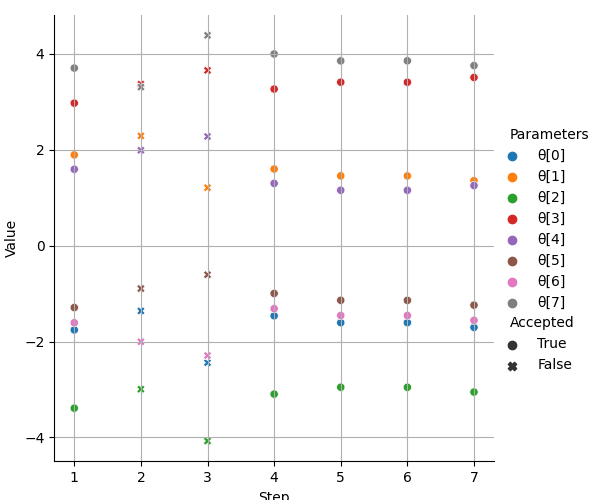 4
2
0
−2
−4
Value
1 2 3 4 5 6 7
Step
Parameters
θ[0]
θ[1]
θ[2]
θ[3]
θ[4]
θ[5]
θ[6]
θ[7]
Accepted
True
False